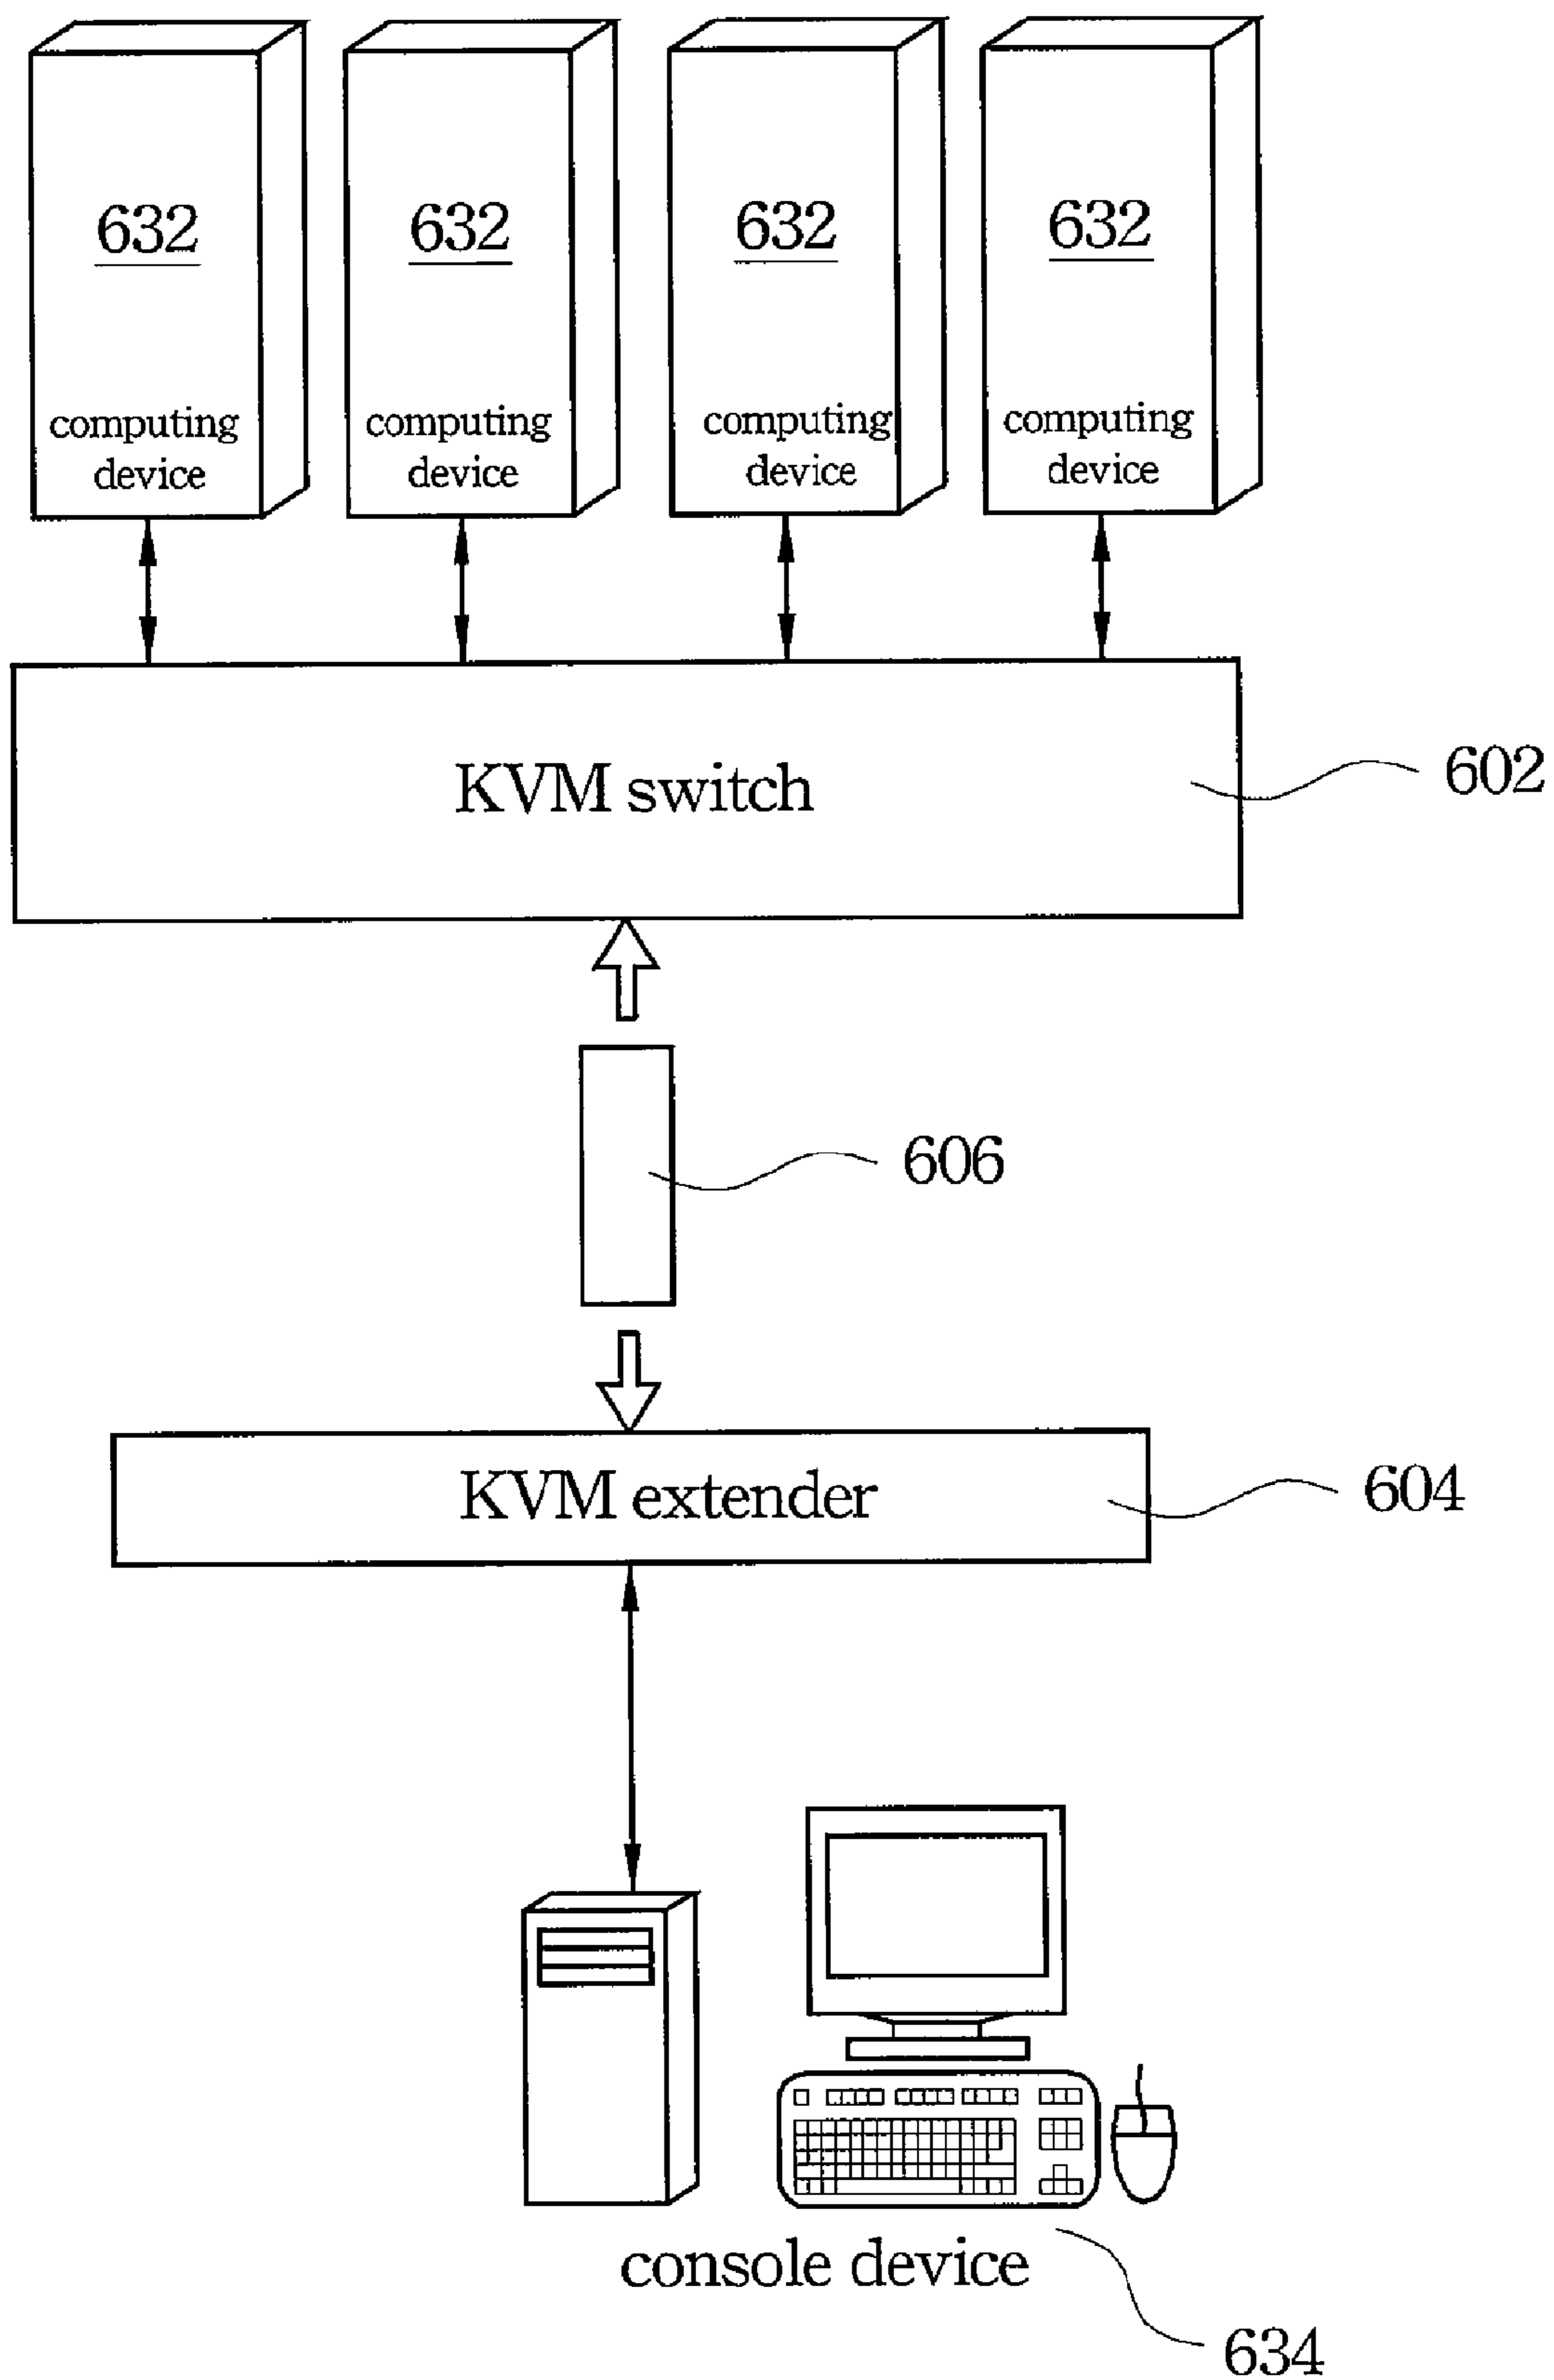 632 632 632 632
computing computing computing computing
device device device device
KVM switch
602
606
KVM extender
604
console device
634